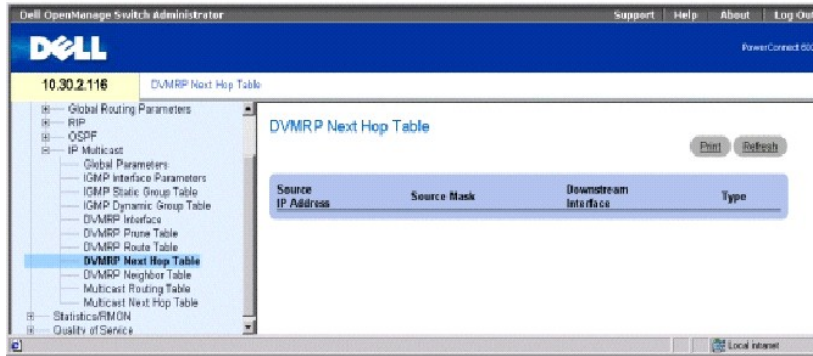 Dell OpenManage Switch Administrator Support Help About Log Out
DELL
PowerConnect 600
10.30.2.116 DVMRP Next Hop Table
Global Routing Parameters
RIP
OSPF
IP Multicast
Global Parameters
IGMP Interface Parameters
IGMP Static Group Table
IGMP Dynamic Group Table
DVMRP Interface
DVMRP Prune Table
DVMRP Route Table
DVMRP Next Hop Table
DVMRP Neighbor Table
Multicast Routing Table
Multicast Next Hop Table
Statistics/RMON
Quality of Service
DVMRP Next Hop Table
Print Refresh
Source IP Address Source Mask Downstream Interface Type
Local intranet